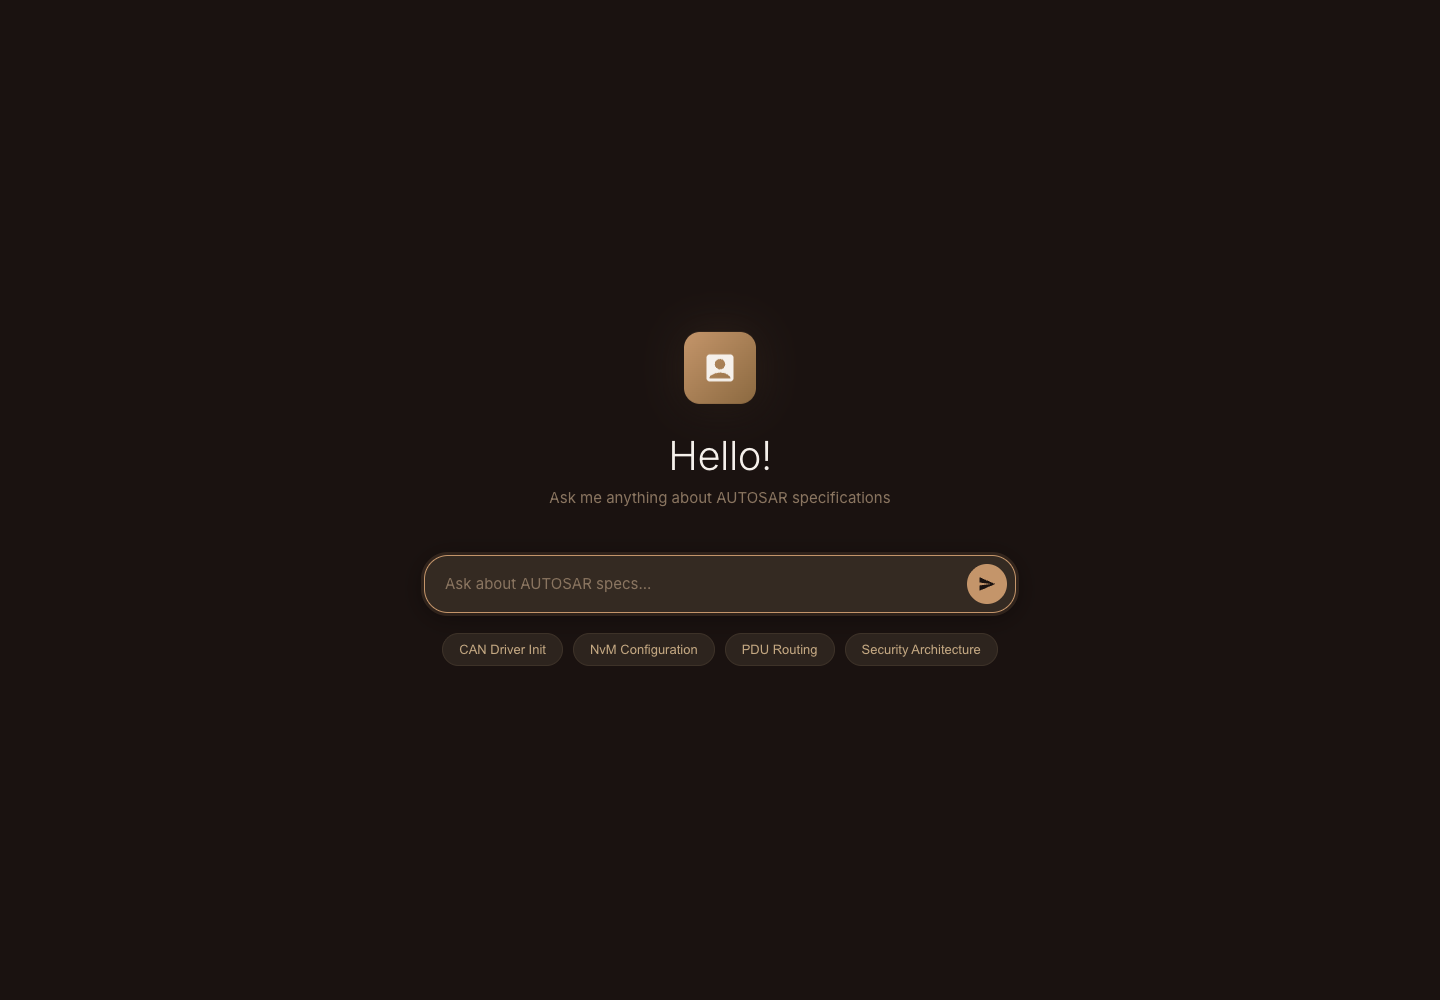 Hello!
Ask me anything about AUTOSAR specifications
Ask about AUTOSAR specs...
CAN Driver Init
NvM Configuration
PDU Routing
Security Architecture